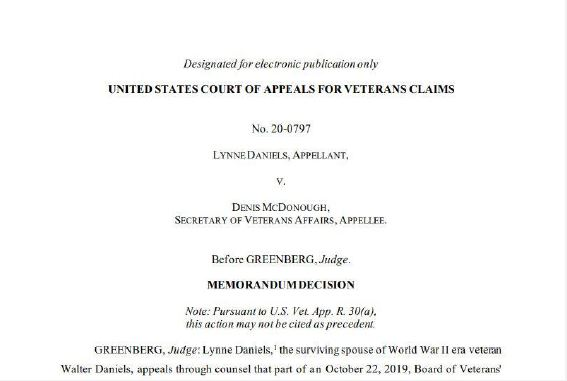 Designated for electronic publication only
UNITED STATES COURT OF APPEALS FOR VETERANS CLAIMS
No. 20-0797
LYNNE DANIELS, APPELLANT,
V.
DENIS MCDONOUGH,
SECRETARY OF VETERANS AFFAIRS, APPELLEE.
Before GREENBERG, Judge.
MEMORANDUM DECISION
Note: Pursuant to U.S. Vet. App. R. 30(a),
this action may not be cited as precedent.
GREENBERG, Judge: Lynne Daniels,¹ the surviving spouse of World War II era veteran
Walter Daniels, appeals through counsel that part of an October 22, 2019, Board of Veterans'